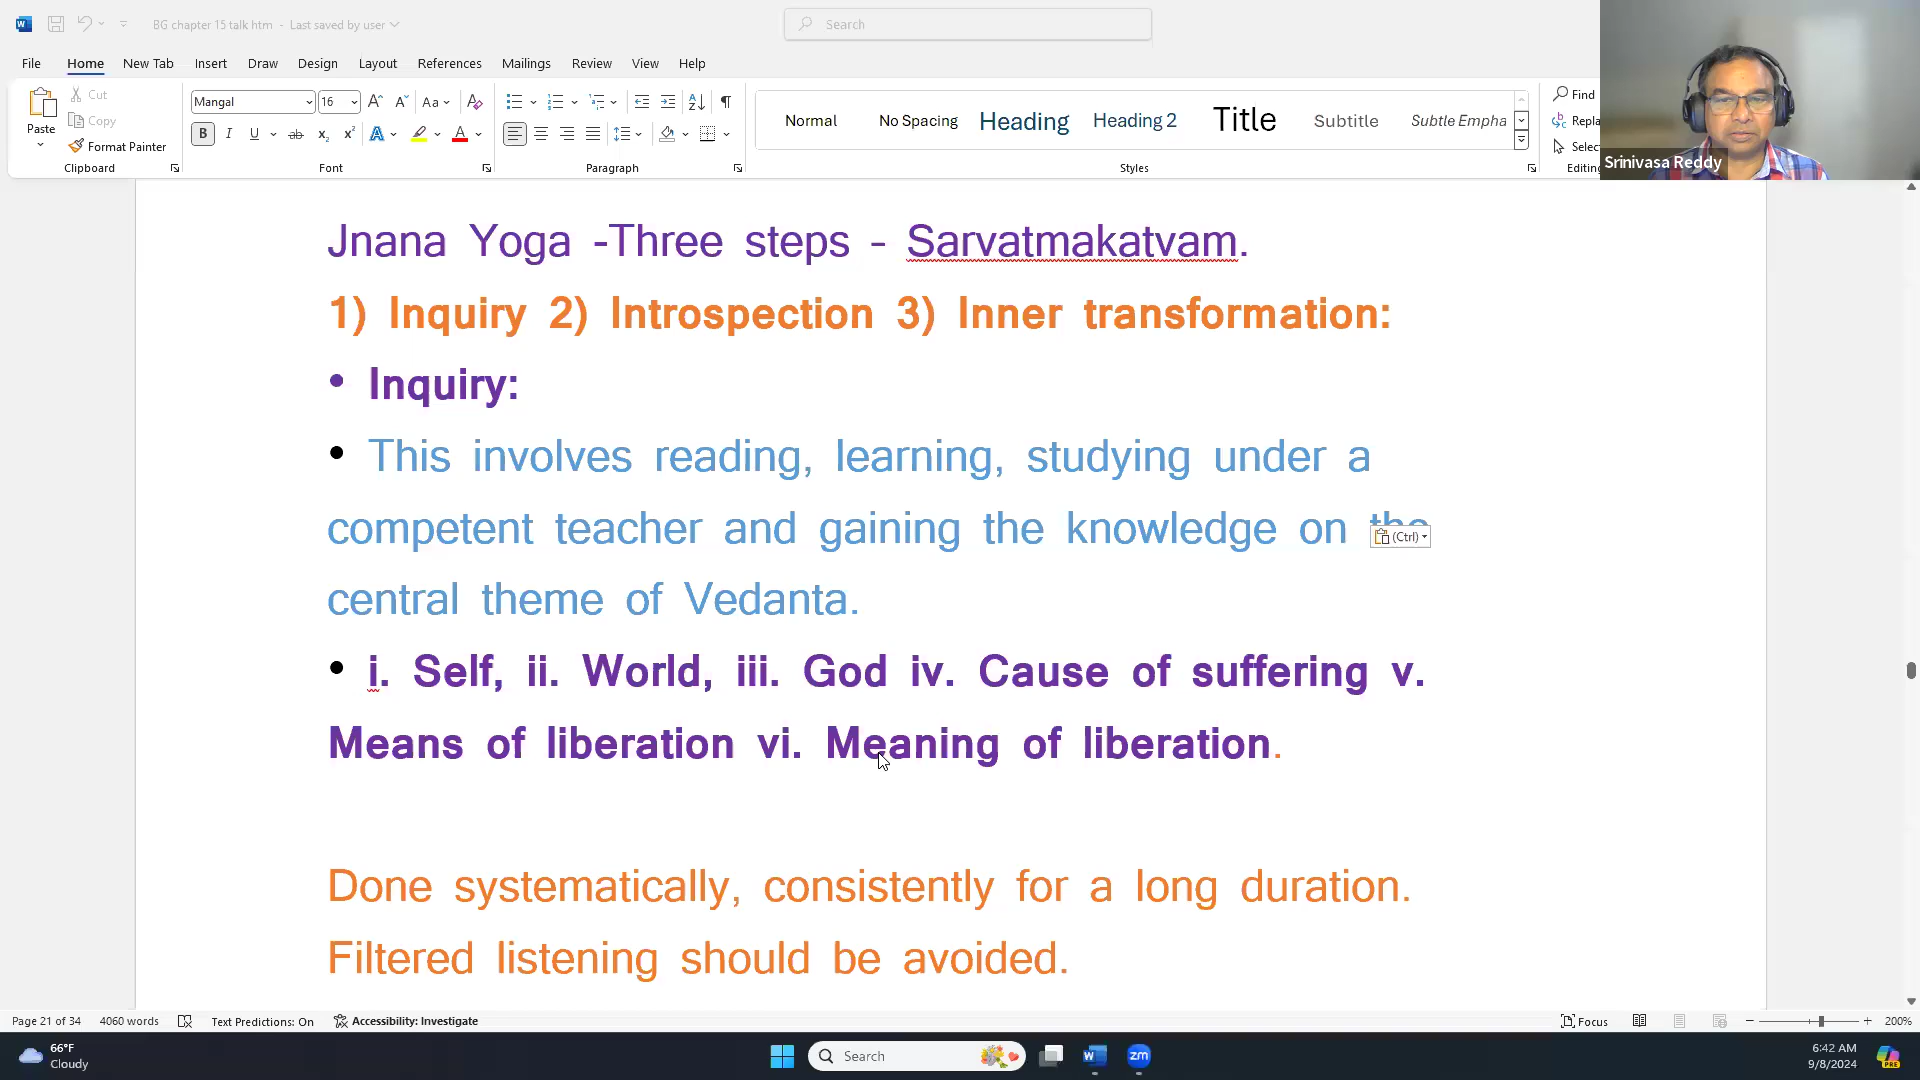 BG chapter 15 talk htm - Last saved by user
Search
File Home New Tab Insert Draw Design Layout References Mailings Review View Help
Paste
Cut
Copy
Format Painter
Clipboard
Mangal 16
Font
Paragraph
Normal No Spacing Heading Heading 2 Title Subtitle Subtle Empha
Styles
Find
Repla
Selec
Editing
Srinivasa Reddy
Jnana Yoga -Three steps - Sarvatmakatvam.
1) Inquiry 2) Introspection 3) Inner transformation:
• Inquiry:
• This involves reading, learning, studying under a
competent teacher and gaining the knowledge on the
(Ctrl)
central theme of Vedanta.
• i. Self, ii. World, iii. God iv. Cause of suffering v.
Means of liberation vi. Meaning of liberation.
Done systematically, consistently for a long duration.
Filtered listening should be avoided.
Page 21 of 34 4060 words Text Predictions: On Accessibility: Investigate Focus 200%
66°F
Cloudy
Search
zm
6:42 AM
9/8/2024
PRE